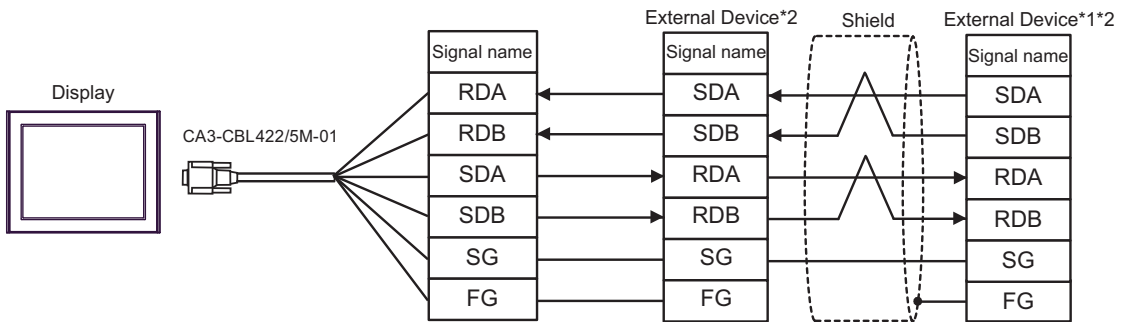 External Device*2
Shield
External Device*1*2
Display
CA3-CBL422/5M-01
Signal name
RDA
RDB
SDA
SDB
SG
FG
Signal name
SDA
SDB
RDA
RDB
SG
FG
Signal name
SDA
SDB
RDA
RDB
SG
FG